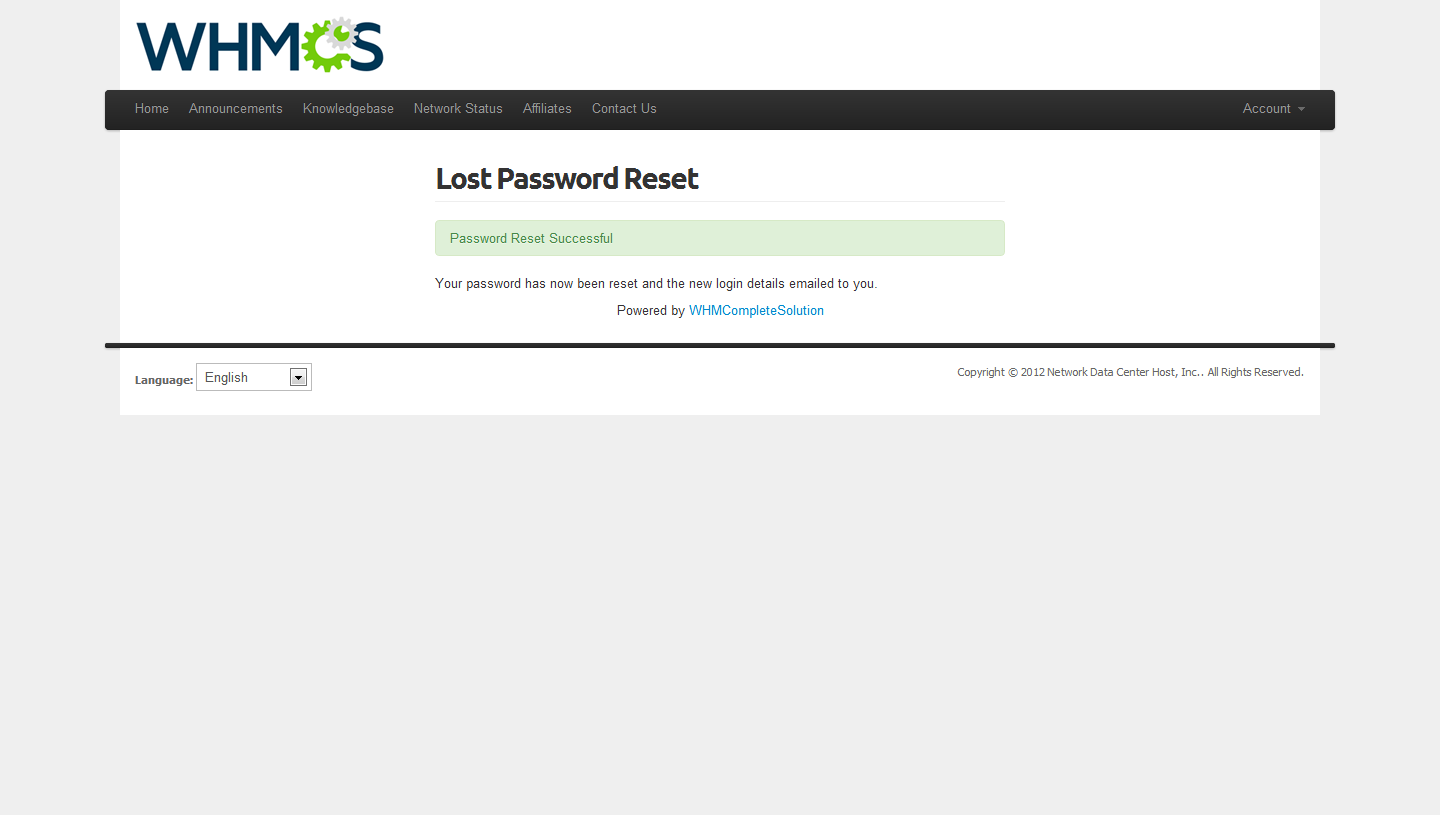 WHMCS
Home Announcements Knowledgebase Network Status Affiliates Contact Us Account
Lost Password Reset
Password Reset Successful
Your password has now been reset and the new login details emailed to you.
Powered by WHMCompleteSolution
Language: English
Copyright © 2012 Network Data Center Host, Inc.. All Rights Reserved.